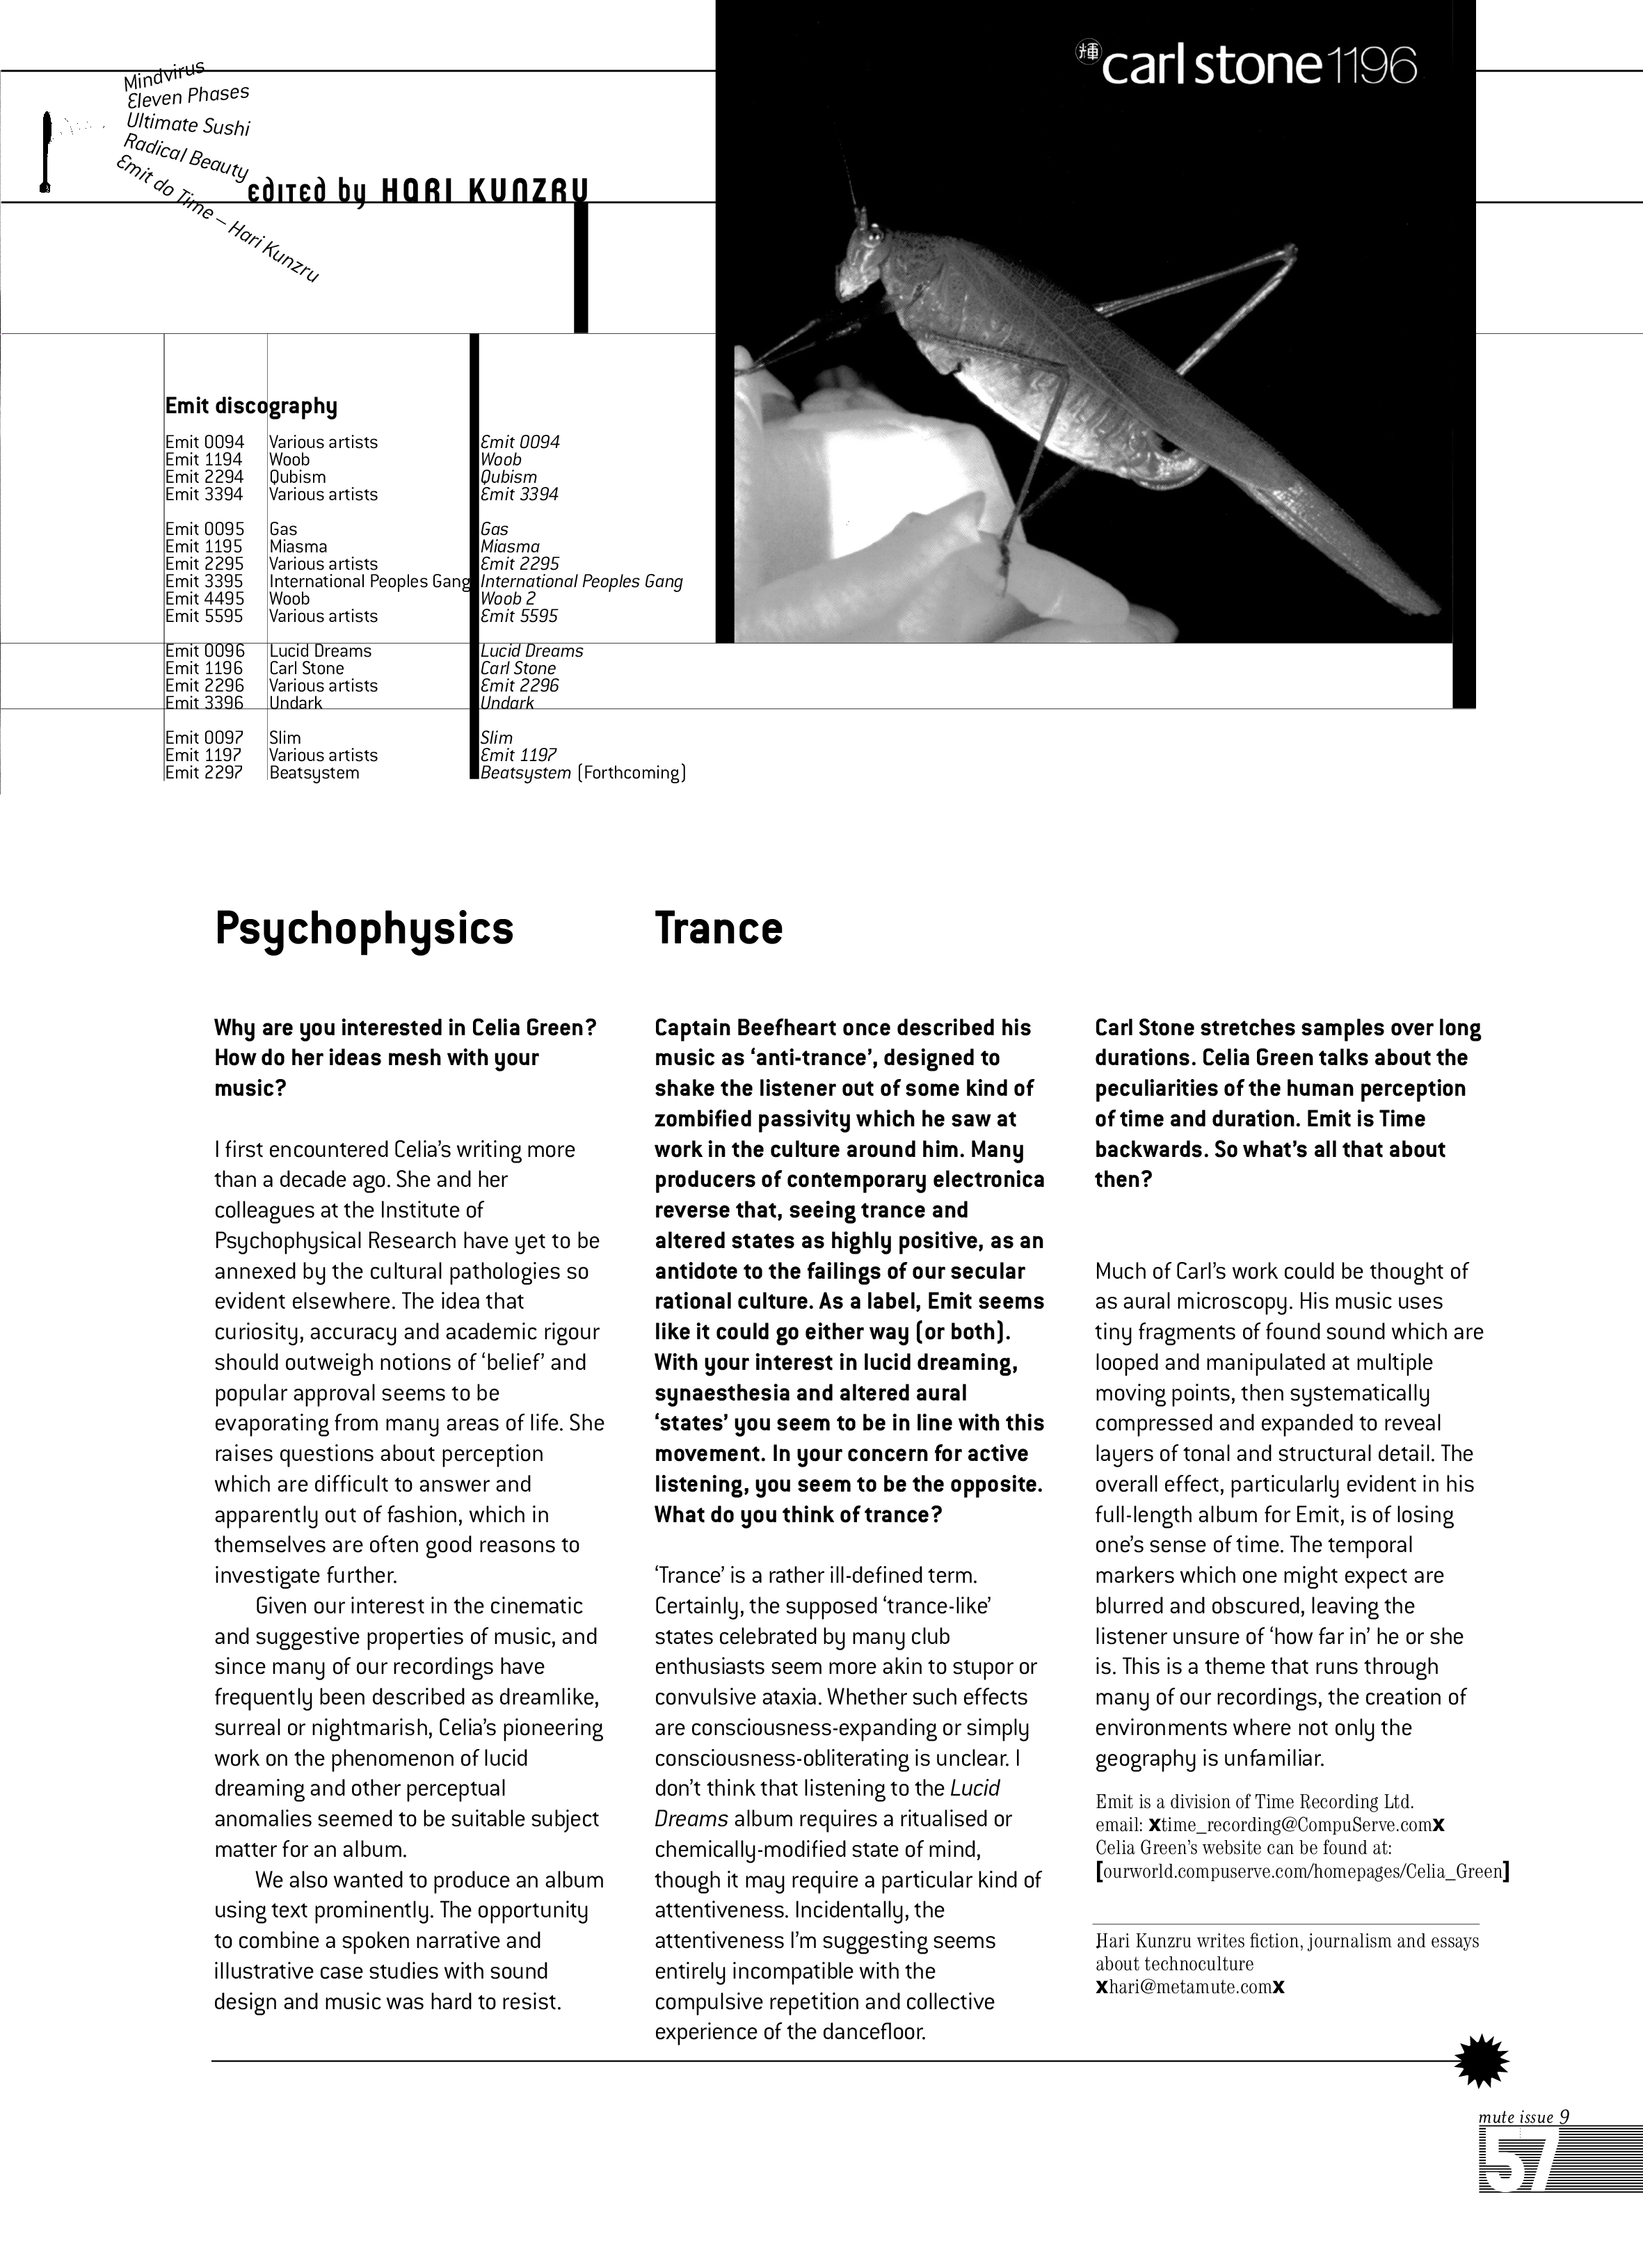 Mindvirus
Eleven Phases
Ultimate Sushi
Radical Beauty
Emit do Time – Hari Kunzru
edited by HARI KUNZRU
輝 carl stone 1196
Emit discography
Emit 0094 Various artists Emit 0094
Emit 1194 Woob Woob
Emit 2294 Qubism Qubism
Emit 3394 Various artists Emit 3394
Emit 0095 Gas Gas
Emit 1195 Miasma Miasma
Emit 2295 Various artists Emit 2295
Emit 3395 International Peoples Gang International Peoples Gang
Emit 4495 Woob Woob 2
Emit 5595 Various artists Emit 5595
Emit 0096 Lucid Dreams Lucid Dreams
Emit 1196 Carl Stone Carl Stone
Emit 2296 Various artists Emit 2296
Emit 3396 Undark Undark
Emit 0097 Slim Slim
Emit 1197 Various artists Emit 1197
Emit 2297 Beatsystem Beatsystem (Forthcoming)
Psychophysics
Why are you interested in Celia Green?
How do her ideas mesh with your
music?
I first encountered Celia’s writing more
than a decade ago. She and her
colleagues at the Institute of
Psychophysical Research have yet to be
annexed by the cultural pathologies so
evident elsewhere. The idea that
curiosity, accuracy and academic rigour
should outweigh notions of ‘belief’ and
popular approval seems to be
evaporating from many areas of life. She
raises questions about perception
which are difficult to answer and
apparently out of fashion, which in
themselves are often good reasons to
investigate further.
Given our interest in the cinematic
and suggestive properties of music, and
since many of our recordings have
frequently been described as dreamlike,
surreal or nightmarish, Celia’s pioneering
work on the phenomenon of lucid
dreaming and other perceptual
anomalies seemed to be suitable subject
matter for an album.
We also wanted to produce an album
using text prominently. The opportunity
to combine a spoken narrative and
illustrative case studies with sound
design and music was hard to resist.
Trance
Captain Beefheart once described his
music as ‘anti-trance’, designed to
shake the listener out of some kind of
zombified passivity which he saw at
work in the culture around him. Many
producers of contemporary electronica
reverse that, seeing trance and
altered states as highly positive, as an
antidote to the failings of our secular
rational culture. As a label, Emit seems
like it could go either way (or both).
With your interest in lucid dreaming,
synaesthesia and altered aural
‘states’ you seem to be in line with this
movement. In your concern for active
listening, you seem to be the opposite.
What do you think of trance?
‘Trance’ is a rather ill-defined term.
Certainly, the supposed ‘trance-like’
states celebrated by many club
enthusiasts seem more akin to stupor or
convulsive ataxia. Whether such effects
are consciousness-expanding or simply
consciousness-obliterating is unclear. I
don’t think that listening to the Lucid
Dreams album requires a ritualised or
chemically-modified state of mind,
though it may require a particular kind of
attentiveness. Incidentally, the
attentiveness I’m suggesting seems
entirely incompatible with the
compulsive repetition and collective
experience of the dancefloor.
Carl Stone stretches samples over long
durations. Celia Green talks about the
peculiarities of the human perception
of time and duration. Emit is Time
backwards. So what’s all that about
then?
Much of Carl’s work could be thought of
as aural microscopy. His music uses
tiny fragments of found sound which are
looped and manipulated at multiple
moving points, then systematically
compressed and expanded to reveal
layers of tonal and structural detail. The
overall effect, particularly evident in his
full-length album for Emit, is of losing
one’s sense of time. The temporal
markers which one might expect are
blurred and obscured, leaving the
listener unsure of ‘how far in’ he or she
is. This is a theme that runs through
many of our recordings, the creation of
environments where not only the
geography is unfamiliar.
Emit is a division of Time Recording Ltd.
email: xtime_recording@CompuServe.comx
Celia Green’s website can be found at:
[ourworld.compuserve.com/homepages/Celia_Green]
Hari Kunzru writes fiction, journalism and essays
about technoculture
xhari@metamute.comx
mute issue 9
57